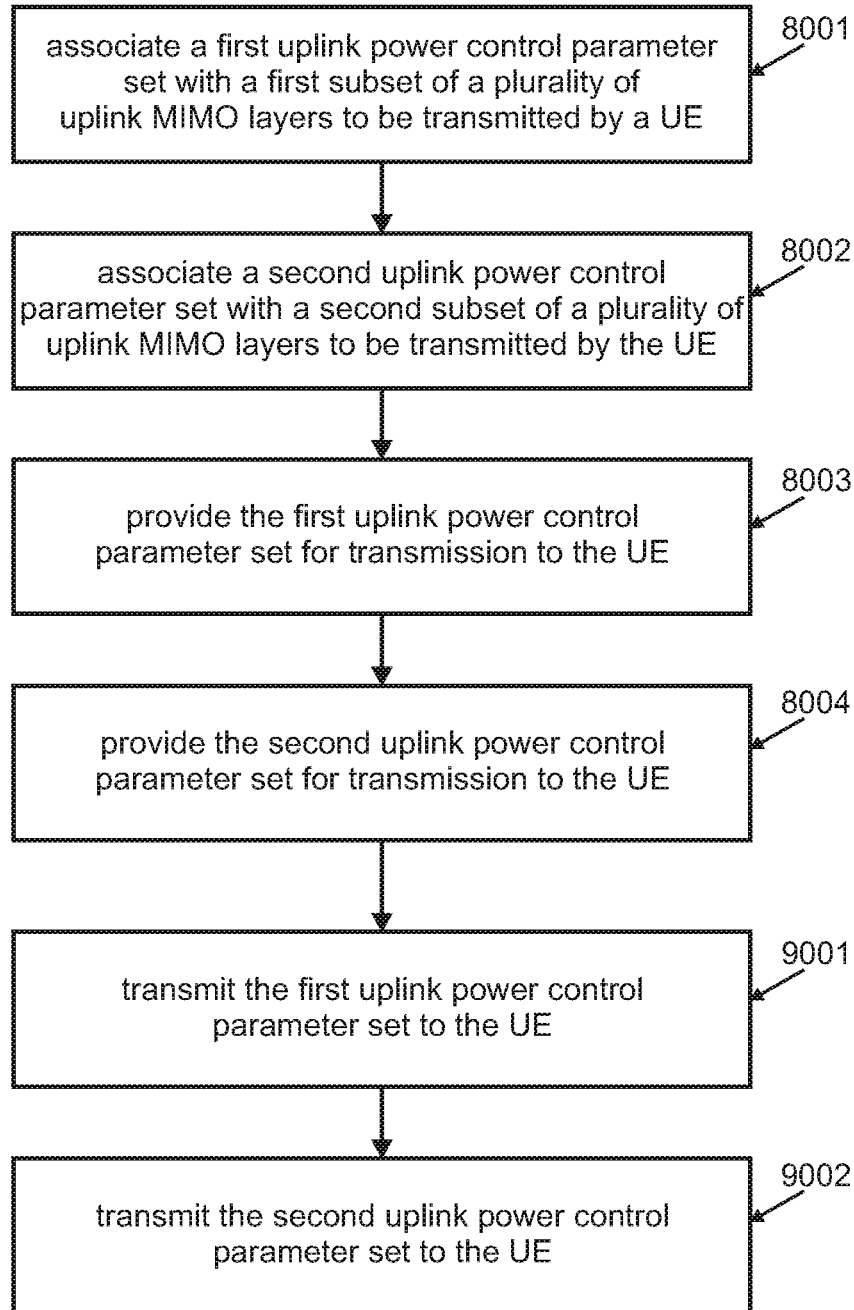 associate a first uplink power control parameter
set with a first subset of a plurality of
uplink MIMO layers to be transmitted by a UE
8001
associate a second uplink power control
parameter set with a second subset of a plurality of
uplink MIMO layers to be transmitted by the UE
8002
provide the first uplink power control
parameter set for transmission to the UE
8003
provide the second uplink power control
parameter set for transmission to the UE
8004
transmit the first uplink power control
parameter set to the UE
9001
transmit the second uplink power control
parameter set to the UE
9002